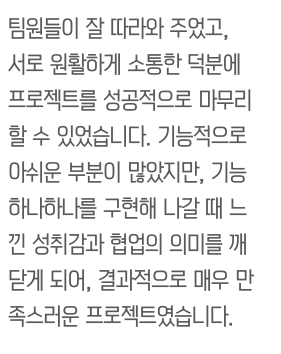 팀원들이 잘 따라와 주었고,
서로 원활하게 소통한 덕분에
프로젝트를 성공적으로 마무리
할 수 있었습니다. 기능적으로
아쉬운 부분이 많았지만, 기능
하나하나를 구현해 나갈 때 느
낀 성취감과 협업의 의미를 깨
닫게 되어, 결과적으로 매우 만
족스러운 프로젝트였습니다.